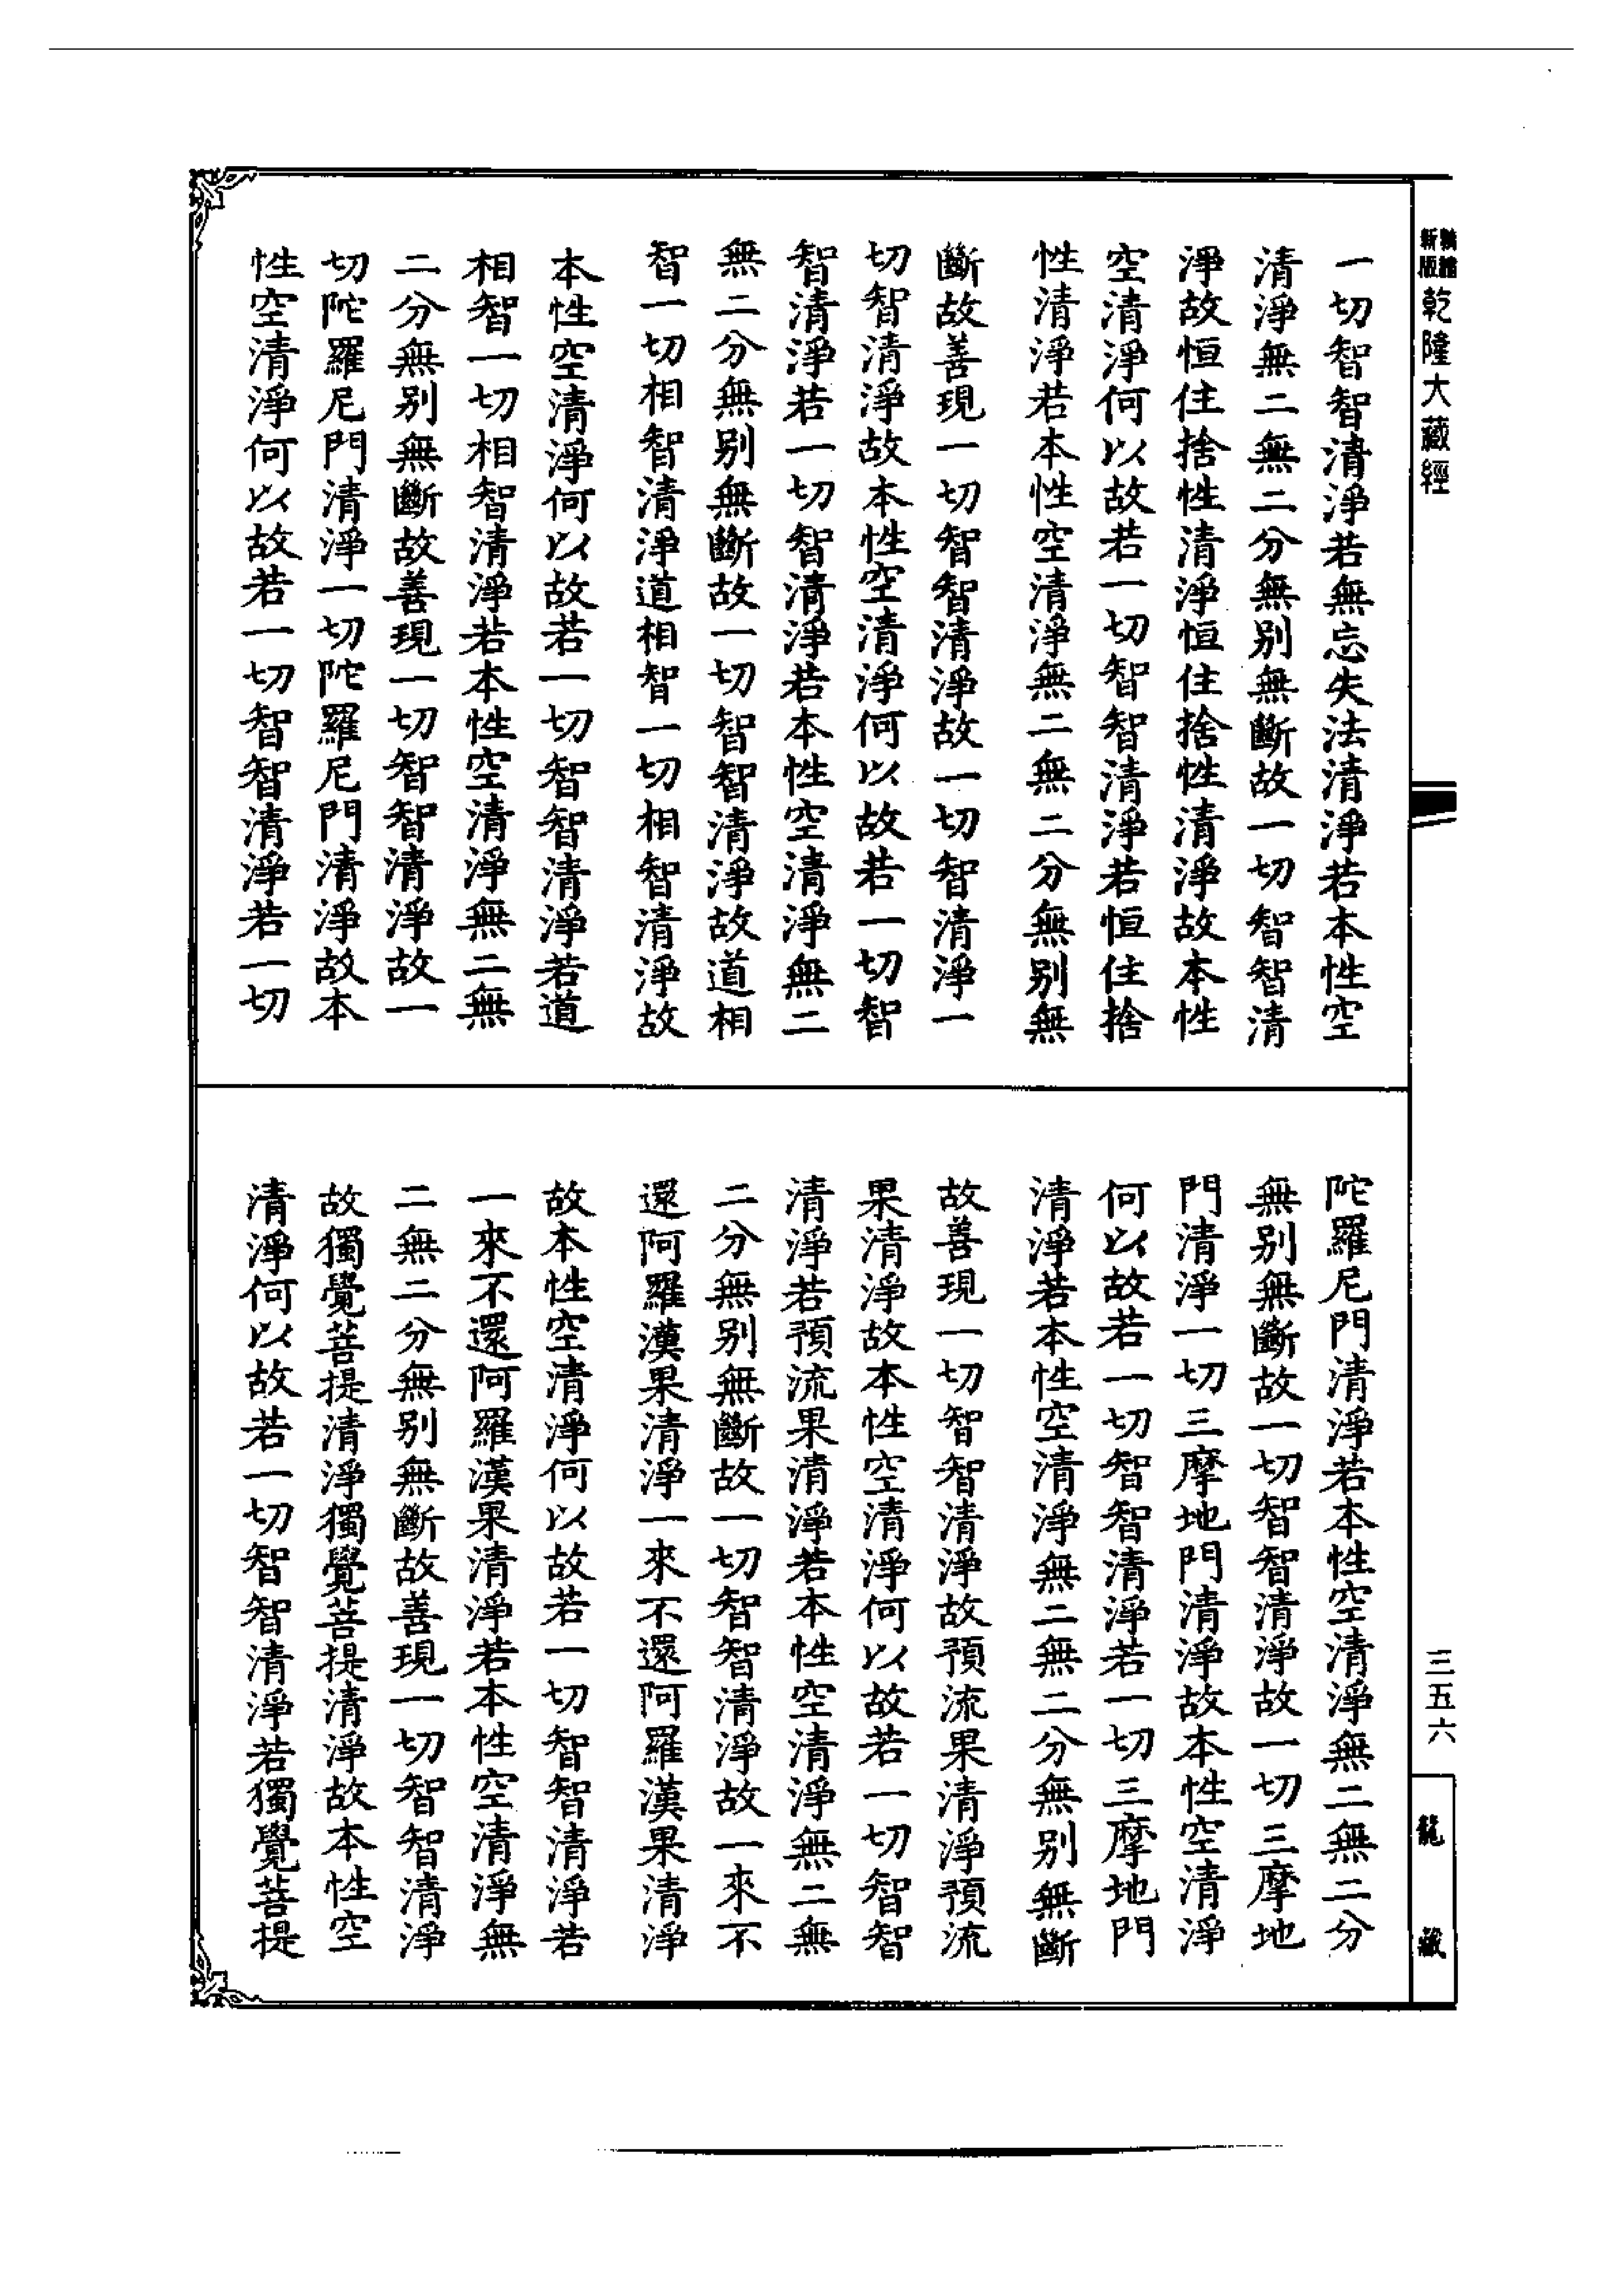 新版
乾隆大藏經
一切智智清淨若無忘失法清淨若本性空
清淨無二無二分無別無斷故一切智智清
淨故恒住捨性清淨恒住捨性清淨故本性
空清淨何以故若一切智智清淨若恒住捨
性清淨若本性空清淨無二無二分無別無
斷故善現一切智智清淨故一切智清淨一
切智清淨故本性空清淨何以故若一切智
智清淨若一切智清淨若本性空清淨無二
無二分無別無斷故一切智智清淨故道相
智一切相智清淨道相智一切相智清淨故
本性空清淨何以故若一切智智清淨若道
相智一切相智清淨若本性空清淨無二無
二分無別無斷故善現一切智智清淨故一
切陀羅尼門清淨一切陀羅尼門清淨故本
性空清淨何以故若一切智智清淨若一切
陀羅尼門清淨若本性空清淨無二無二分
無別無斷故一切智智清淨故一切三摩地
門清淨一切三摩地門清淨故本性空清淨
何以故若一切智智清淨若一切三摩地門
清淨若本性空清淨無二無二分無別無斷
故善現一切智智清淨故預流果清淨預流
果清淨故本性空清淨何以故若一切智智
清淨若預流果清淨若本性空清淨無二無
二分無別無斷故一切智智清淨故一來不
還阿羅漢果清淨一來不還阿羅漢果清淨
故本性空清淨何以故若一切智智清淨若
一來不還阿羅漢果清淨若本性空清淨無
二無二分無別無斷故善現一切智智清淨
故獨覺菩提清淨獨覺菩提清淨故本性空
清淨何以故若一切智智清淨若獨覺菩提
三五六
龍藏